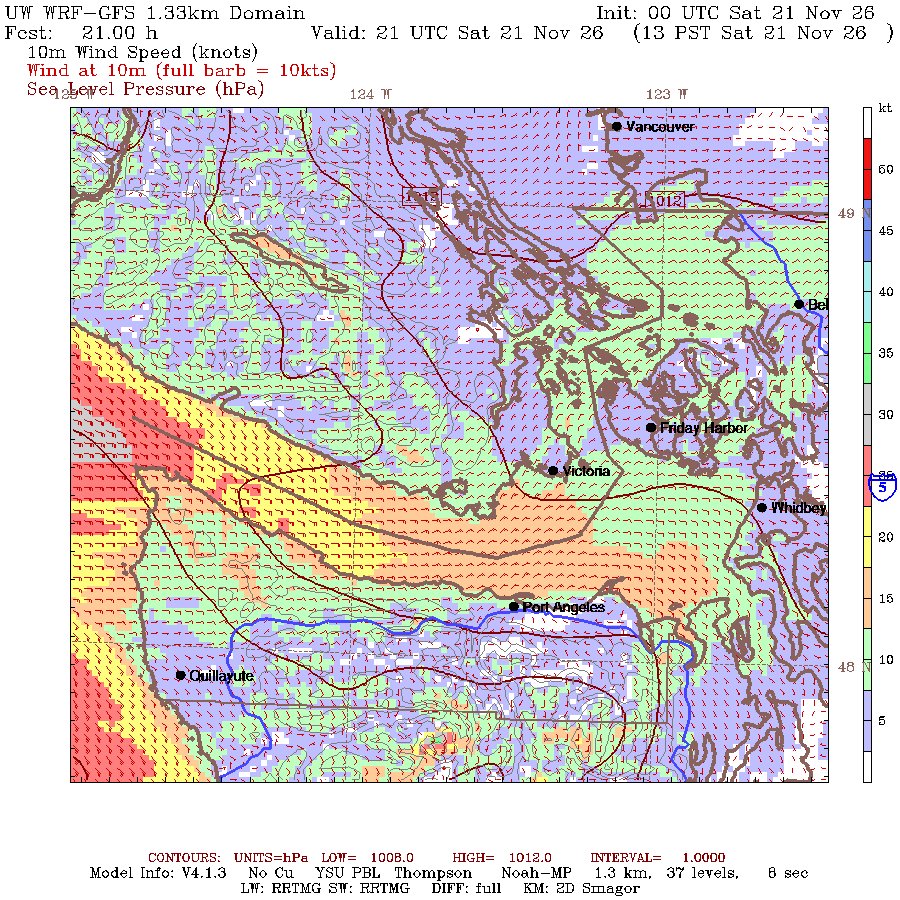 UW WRF-GFS 1.33km Domain Init: 00 UTC Sat 21 Nov 26
Fcst: 21.00 h Valid: 21 UTC Sat 21 Nov 26 (13 PST Sat 21 Nov 26 )
10m Wind Speed (knots)
Wind at 10m (full barb = 10kts)
Sea Level Pressure (hPa)
125 W 124 W 123 W
kt
Vancouver
60
1012
1012
49 N
45
40
Bel
35
30
Friday Harbor
Victoria
25
5
Whidbey
20
15
Port Angeles
10
48 N
Quillayute
5
CONTOURS: UNITS=hPa LOW= 1008.0 HIGH= 1012.0 INTERVAL= 1.0000
Model Info: V4.1.3 No Cu YSU PBL Thompson Noah-MP 1.3 km, 37 levels, 8 sec
LW: RRTMG SW: RRTMG DIFF: full KM: 2D Smagor